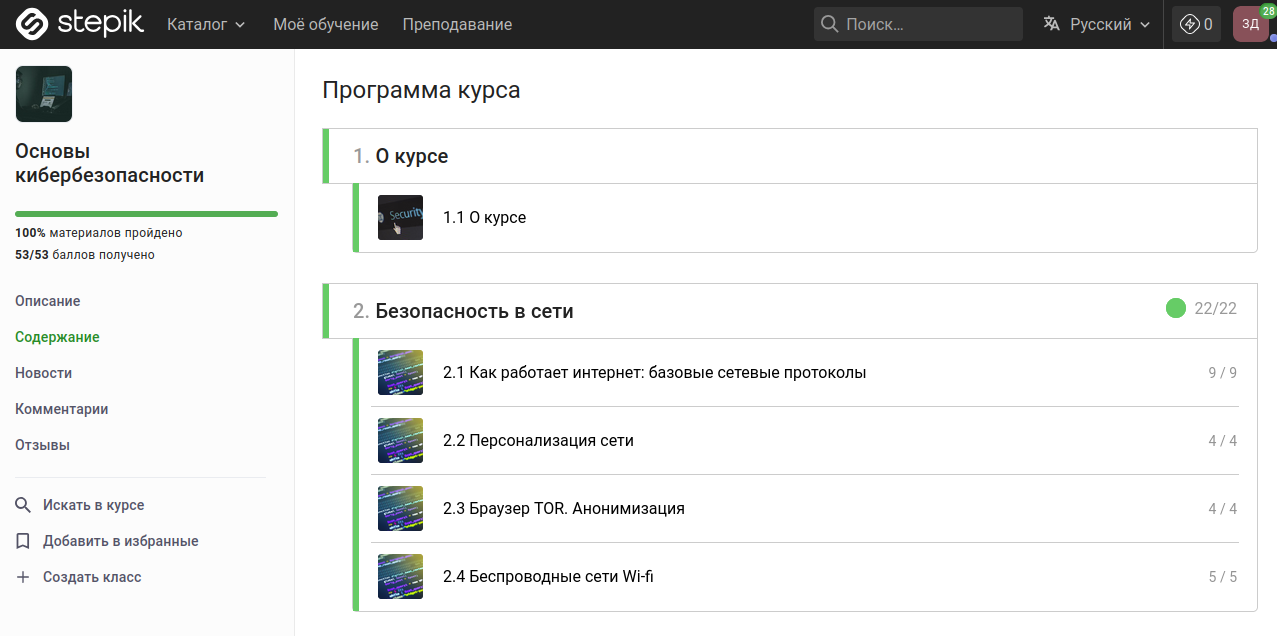 stepik Каталог Моё обучение Преподавание Поиск... Русский 0 ЗД 28
Основы
кибербезопасности
100% материалов пройдено
53/53 баллов получено
Описание
Содержание
Новости
Комментарии
Отзывы
Искать в курсе
Добавить в избранные
Создать класс
Программа курса
1. О курсе
Security
1.1 О курсе
2. Безопасность в сети 22/22
2.1 Как работает интернет: базовые сетевые протоколы 9 / 9
2.2 Персонализация сети 4 / 4
2.3 Браузер TOR. Анонимизация 4 / 4
2.4 Беспроводные сети Wi-fi 5 / 5